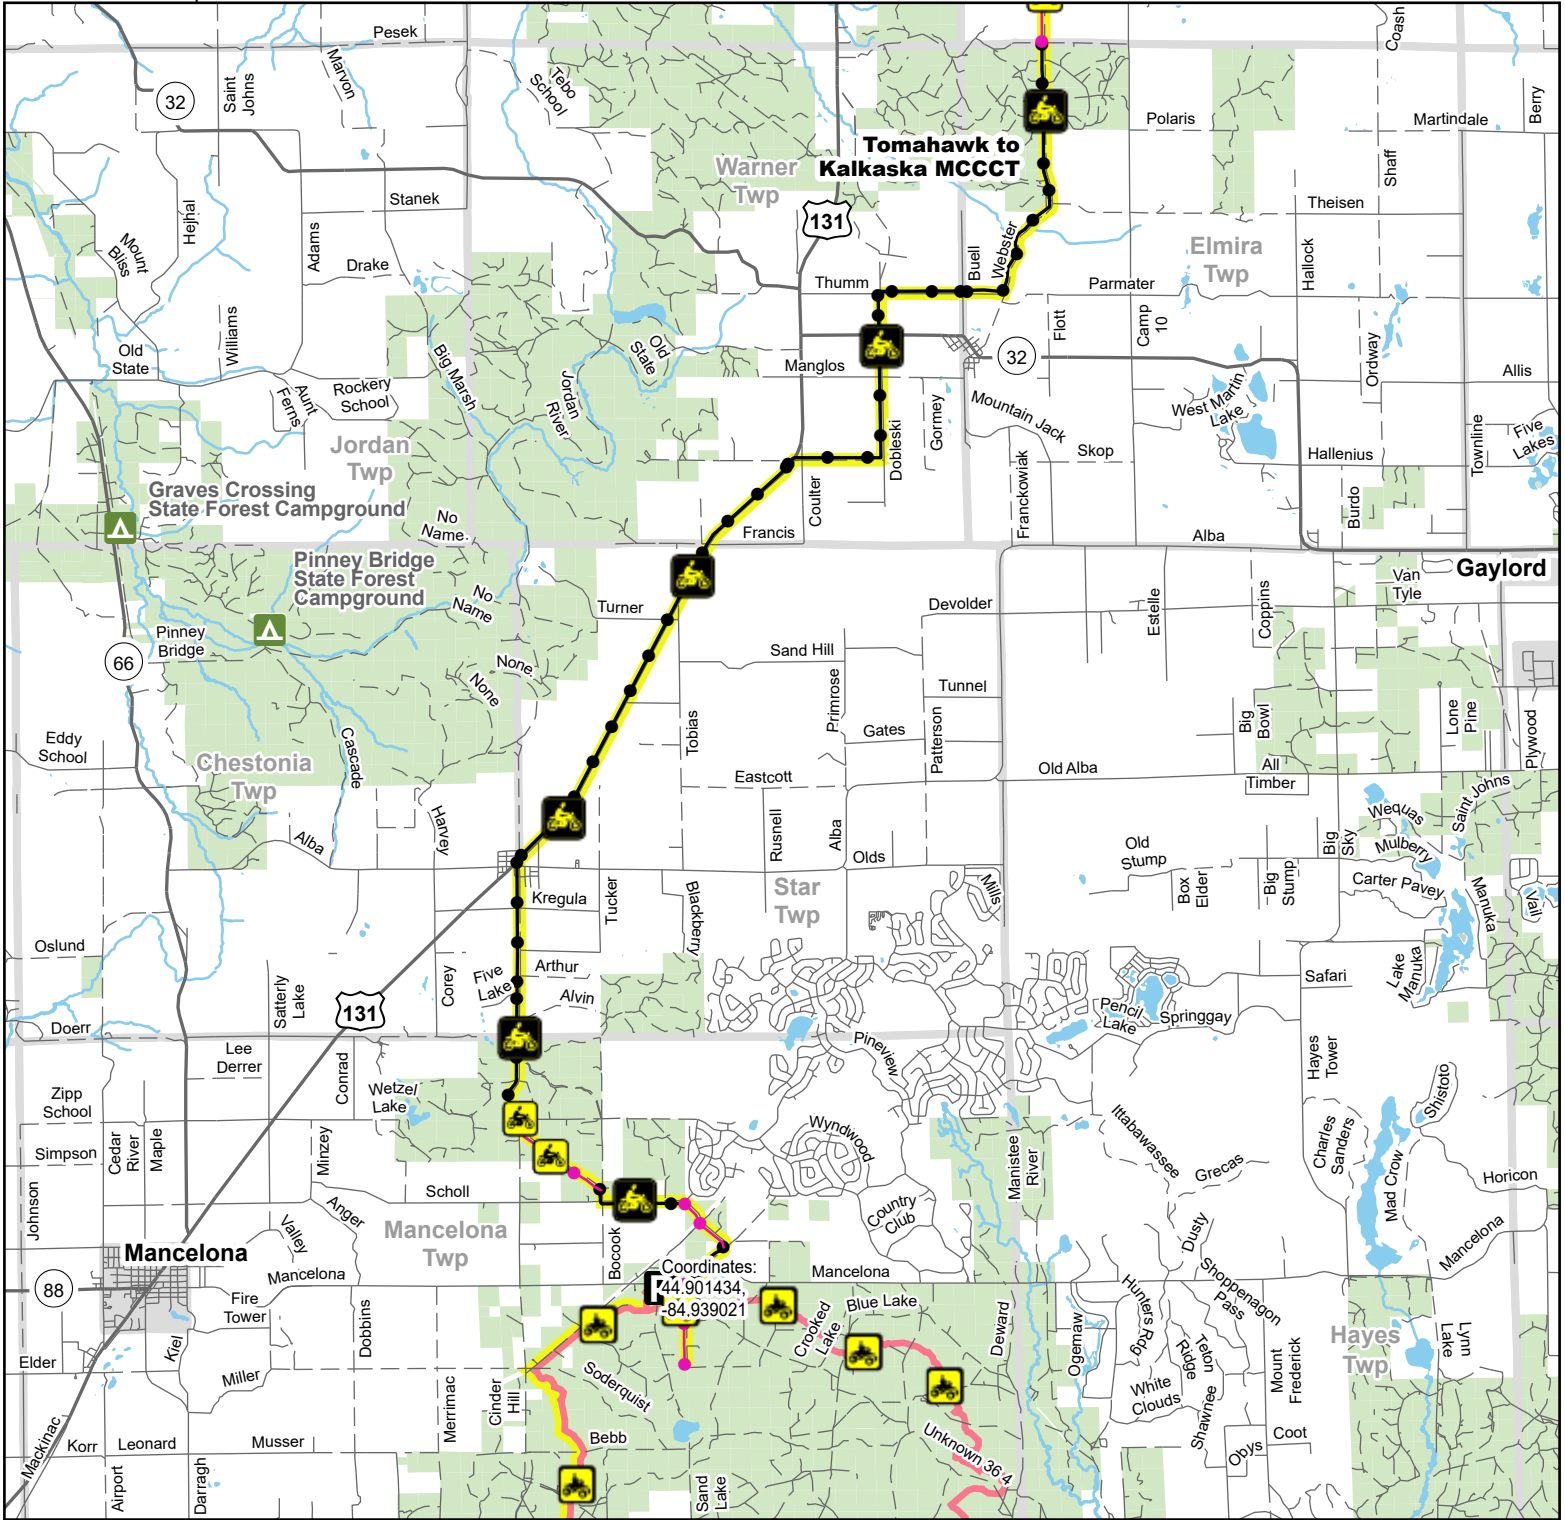 Pesek
Coash
32
Saint
Johns
Marvon
Tebo
School
Polaris
Martindale
Berry
Tomahawk to
Kalkaska MCCCT
Warner
Twp
Shaff
Stanek
Hejhal
131
Theisen
Mount
Bliss
Adams
Drake
Buell
Webster
Elmira
Twp
Hallock
Thumm
Parmater
Williams
Old
State
Old
State
Flott
Camp
10
Manglos
32
Ordway
Big Marsh
Aunt
Ferns
Rockery
School
Jordan
River
Allis
Gormey
Mountain Jack
West Martin
Lake
Jordan
Twp
Dobleski
Skop
Hallenius
Townline
Five
Lakes
Graves Crossing
State Forest Campground
No
Name
Coulter
Franckowiak
Burdo
Francis
Alba
Pinney Bridge
State Forest
Campground
No
Name
Gaylord
Van
Tyle
Turner
Devolder
Estelle
Coppins
Pinney
Bridge
66
Sand Hill
None
None
Primrose
Tunnel
Eddy
School
Cascade
Tobias
Gates
Patterson
Big
Bowl
Lone
Pine
Plywood
Chestonia
Twp
Eastcott
Old Alba
All
Timber
Saint Johns
Wequas
Harvey
Alba
Rusnell
Alba
Olds
Old
Stump
Big
Sky
Mulberry
Kregula
Tucker
Blackberry
Star
Twp
Mills
Box
Elder
Big
Stump
Carter Pavey
Manuka
Vail
Oslund
Satterly
Lake
Corey
Five
Lake
Arthur
Alvin
Safari
Lake
Manuka
131
Doerr
Pencil
Lake
Springgay
Lee
Derrer
Pineview
Hayes
Tower
Conrad
Zipp
School
Wetzel
Lake
Shistoto
Simpson
Cedar
River
Maple
Minzey
Wyndwood
Manistee
River
Ittabawassee
Charles
Sanders
Grecas
Horicon
Johnson
Scholl
Anger
Country
Club
Mad Crow
Valley
Mancelona
Twp
Bocook
Dusty
Mancelona
Mancelona
Coordinates:
44.901434,
-84.939021
Mancelona
Mancelona
88
Fire
Tower
Shoppenagon
Pass
Hunters Rdg
Blue Lake
Crooked
Lake
Deward
Ogemaw
Teton
Ridge
Hayes
Twp
Lynn
Lake
Kiel
Dobbins
Elder
Miller
Soderquist
Mount
Frederick
White
Clouds
Shawnee
Merrimac
Cinder
Hill
Mackinac
Korr
Leonard
Musser
Bebb
Unknown 36 4
Obys
Coot
Airport
Darragh
Sand
Lake